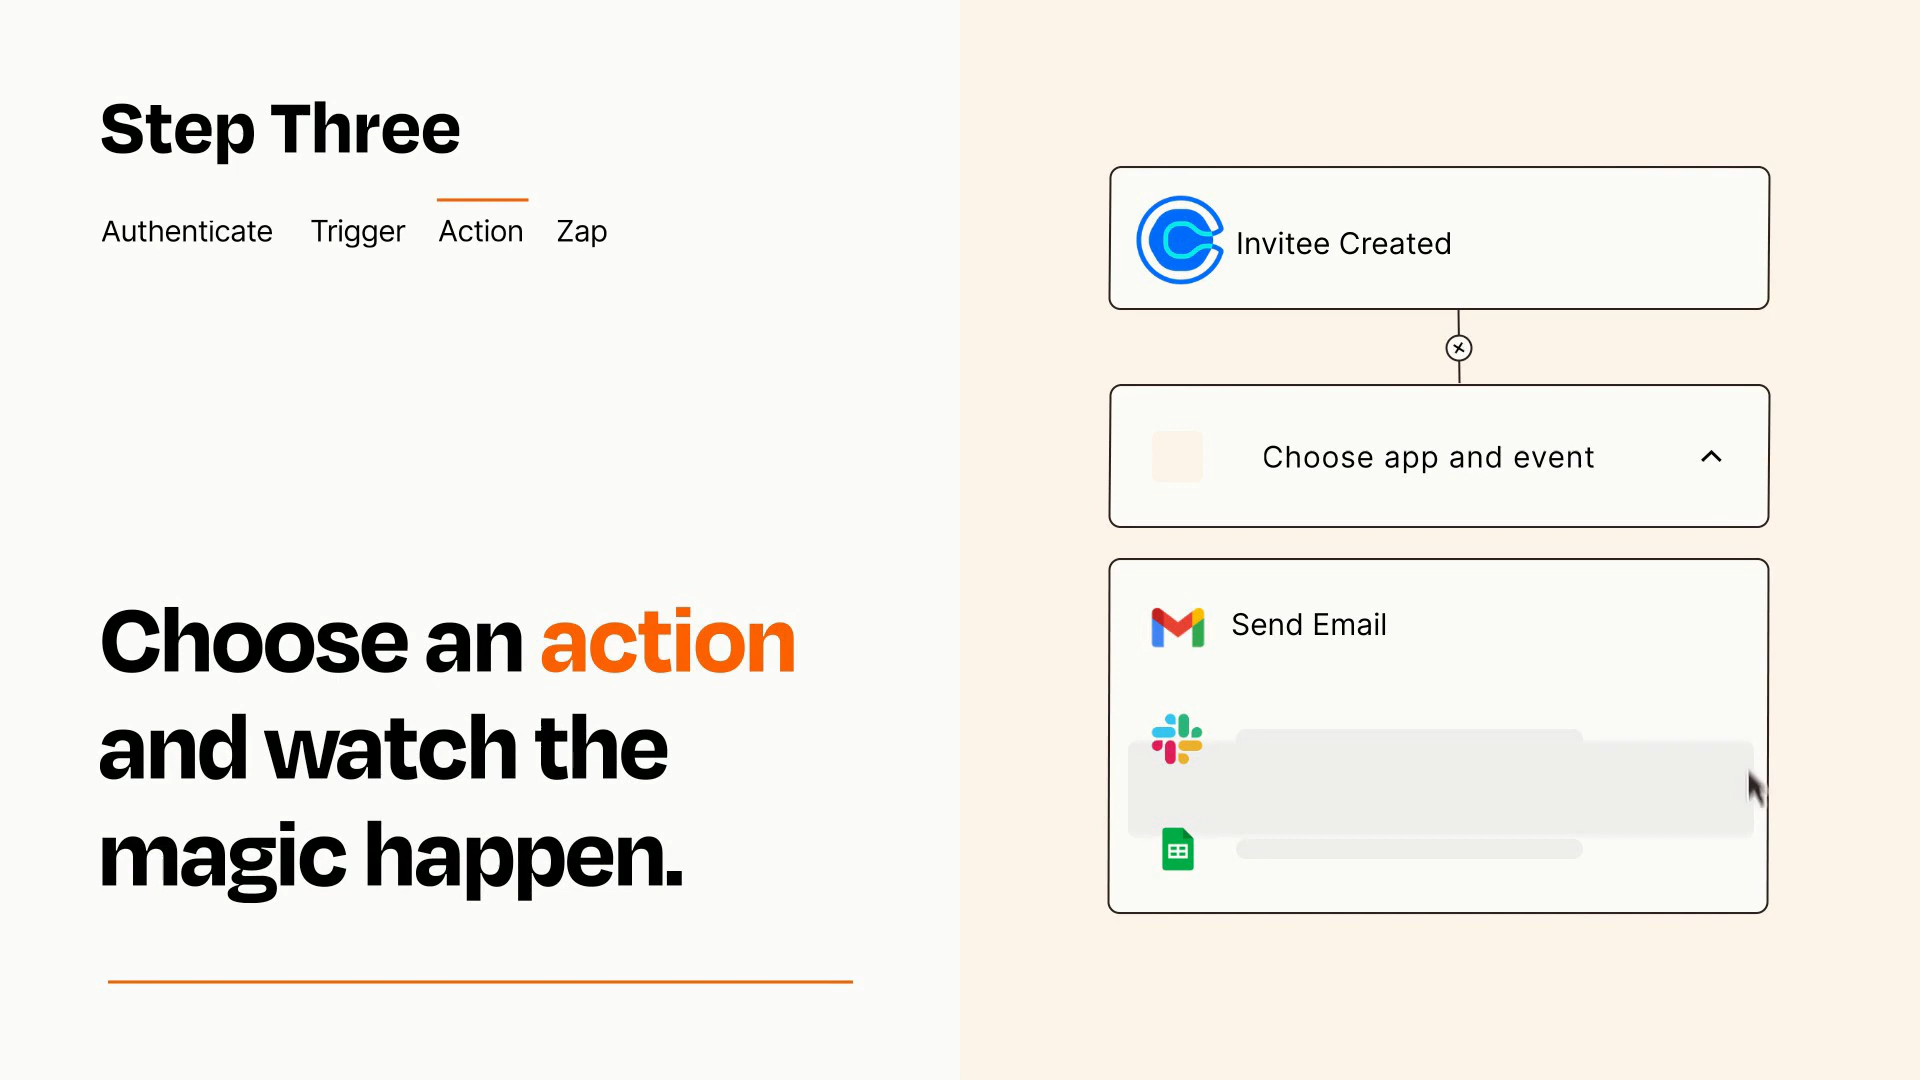 Step Three
Authenticate Trigger Action Zap
Choose an action
and watch the
magic happen.
Invitee Created
Choose app and event
Send Email